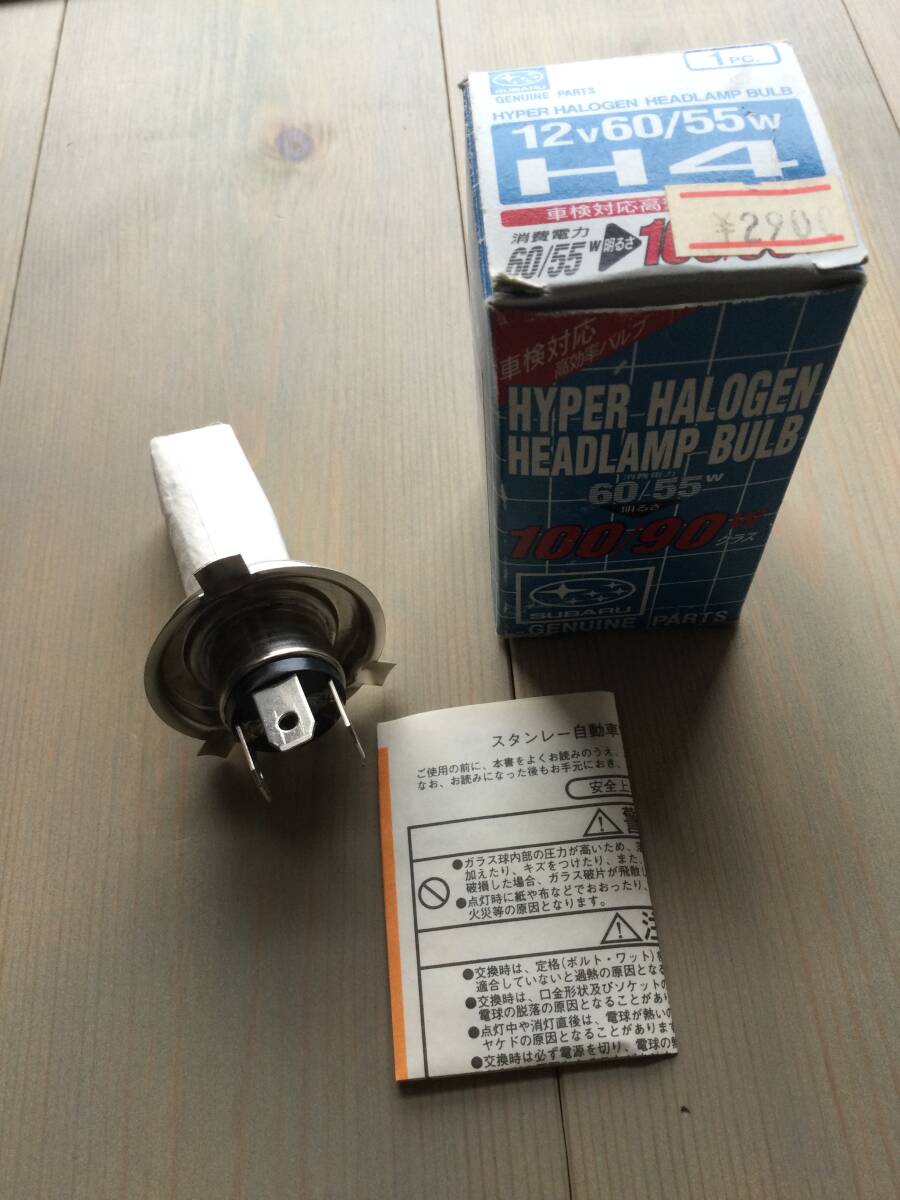 1 PC.
SUBARU
GENUINE PARTS
HYPER HALOGEN HEADLAMP BULB
12V60/55W
H4
車検対応高
¥290
消費電力
60/55W
明るさ
車検対応
高効率バルブ
HYPER HALOGEN
HEADLAMP BULB
消費電力
60/55W
明るさ
100/90W
クラス
SUBARU
GENUINE PARTS
スタンレー自動車
ご使用の前に、本書をよくお読みのうえ、
なお、お読みになった後もお手元におき、
安全上
●ガラス球内部の圧力が高いため、
加えたり、キズをつけたり、また、
破損した場合、ガラス破片が飛散
●点灯時に紙や布などでおおったり、
火災等の原因となります。
注
●交換時は、定格(ボルト・ワット)を
適合していないと過熱の原因となる
●交換時は、口金形状及びソケットの
電球の脱落の原因となることがあり
●点灯中や消灯直後は、電球が熱いの
ヤケドの原因となることがあります
●交換時は必ず電源を切り、電球の